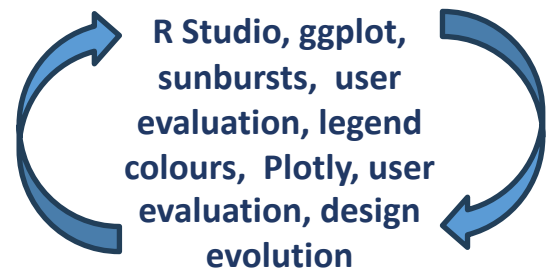 R Studio, ggplot,
sunbursts, user
evaluation, legend
colours, Plotly, user
evaluation, design
evolution